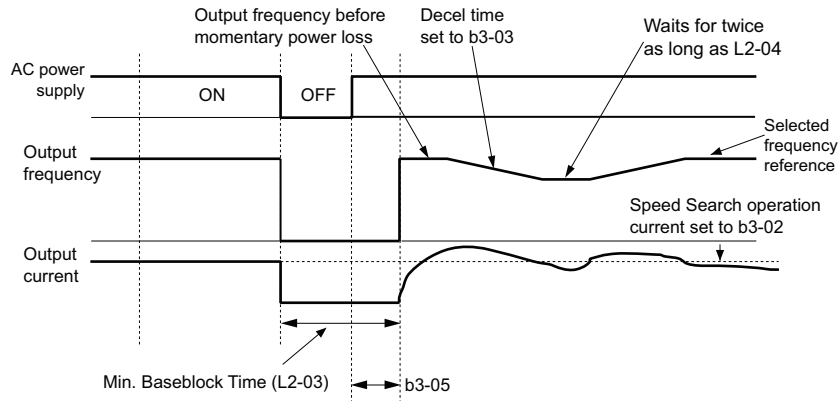 Output frequency before
momentary power loss
Decel time
set to b3-03
Waits for twice
as long as L2-04
AC power
supply
ON
OFF
Output
frequency
Selected
frequency
reference
Speed Search operation
current set to b3-02
Output
current
Min. Baseblock Time (L2-03)
b3-05